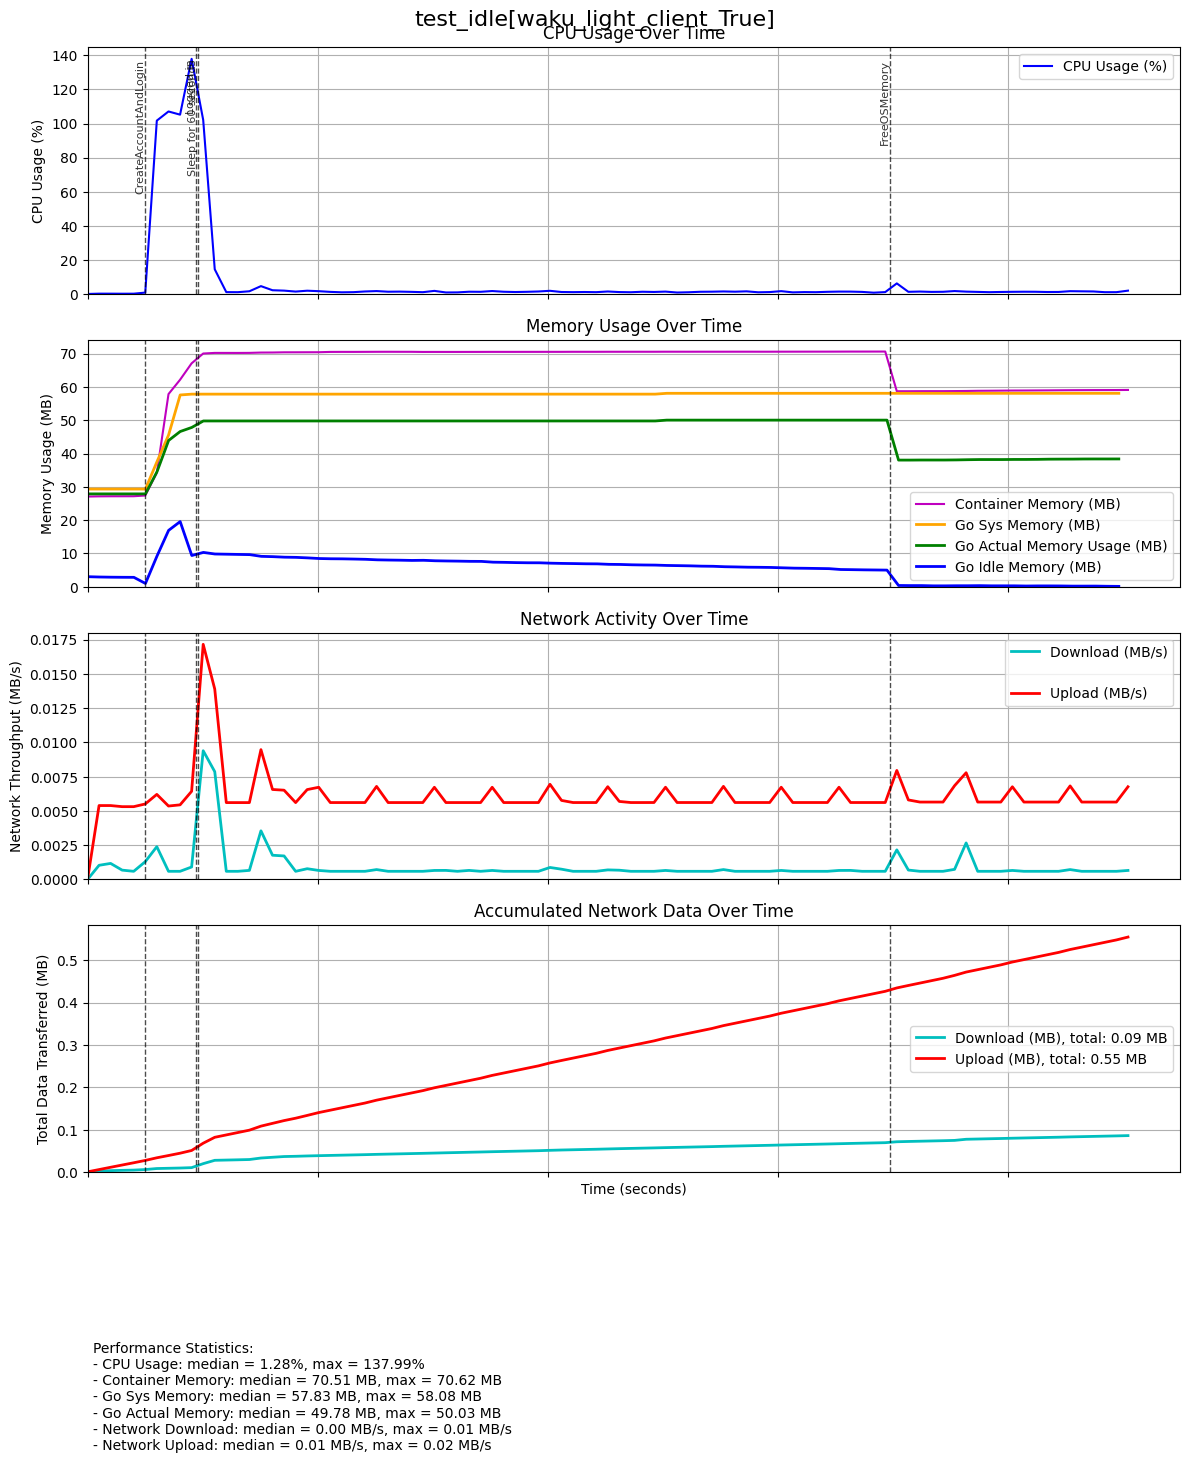 test_idle[waku_light_client_True]
CPU Usage Over Time
140
120
100
80
60
40
20
0
CPU Usage (%)
CPU Usage (%)
CreateAccountAndLogin
Sleep for 60
FreeOSMemory
Memory Usage Over Time
70
60
50
40
30
20
10
0
Memory Usage (MB)
Container Memory (MB)
Go Sys Memory (MB)
Go Actual Memory Usage (MB)
Go Idle Memory (MB)
Network Activity Over Time
0.0175
0.0150
0.0125
0.0100
0.0075
0.0050
0.0025
0.0000
Network Throughput (MB/s)
Download (MB/s)
Upload (MB/s)
Accumulated Network Data Over Time
0.5
0.4
0.3
0.2
0.1
0.0
Total Data Transferred (MB)
Download (MB), total: 0.09 MB
Upload (MB), total: 0.55 MB
Time (seconds)
Performance Statistics:
- CPU Usage: median = 1.28%, max = 137.99%
- Container Memory: median = 70.51 MB, max = 70.62 MB
- Go Sys Memory: median = 57.83 MB, max = 58.08 MB
- Go Actual Memory: median = 49.78 MB, max = 50.03 MB
- Network Download: median = 0.00 MB/s, max = 0.01 MB/s
- Network Upload: median = 0.01 MB/s, max = 0.02 MB/s